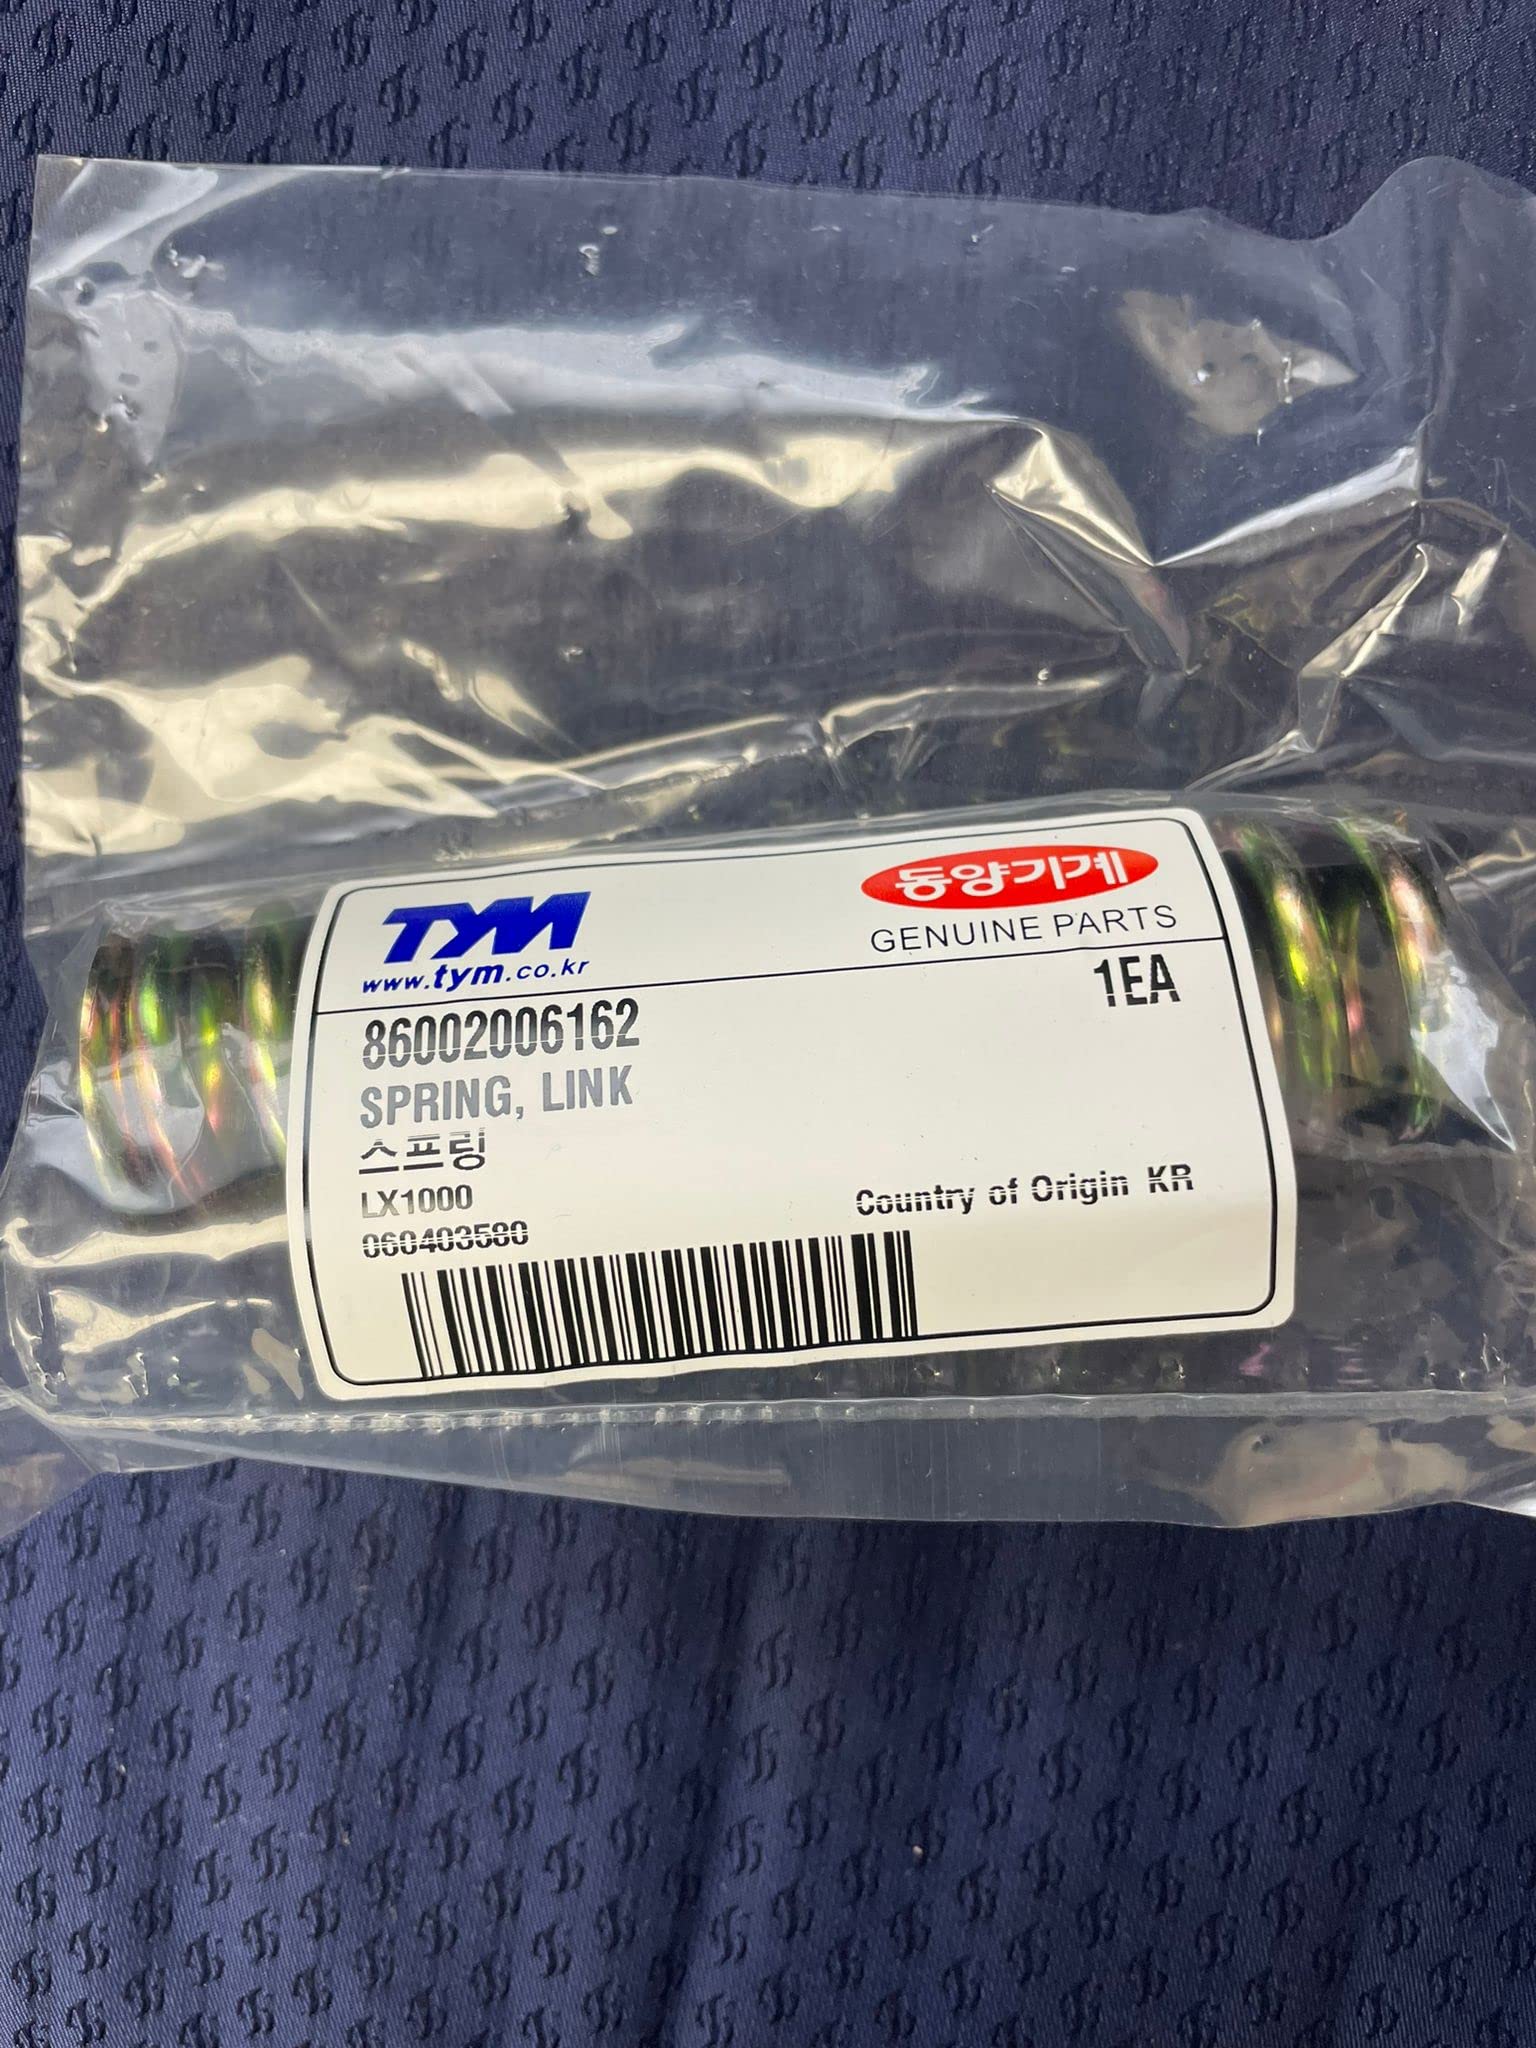 TYM
www.tym.co.kr
동양기계
GENUINE PARTS
86002006162
1EA
SPRING, LINK
스프링
LX1000
060403580
Country of Origin KR